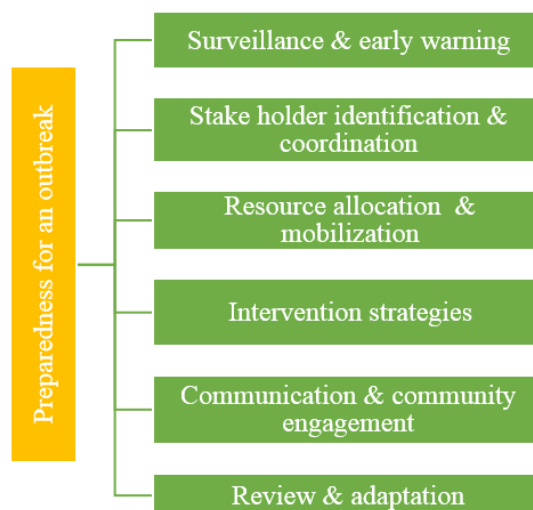 Preparedness for an outbreak
Surveillance & early warning
Stake holder identification &
coordination
Resource allocation &
mobilization
Intervention strategies
Communication & community
engagement
Review & adaptation